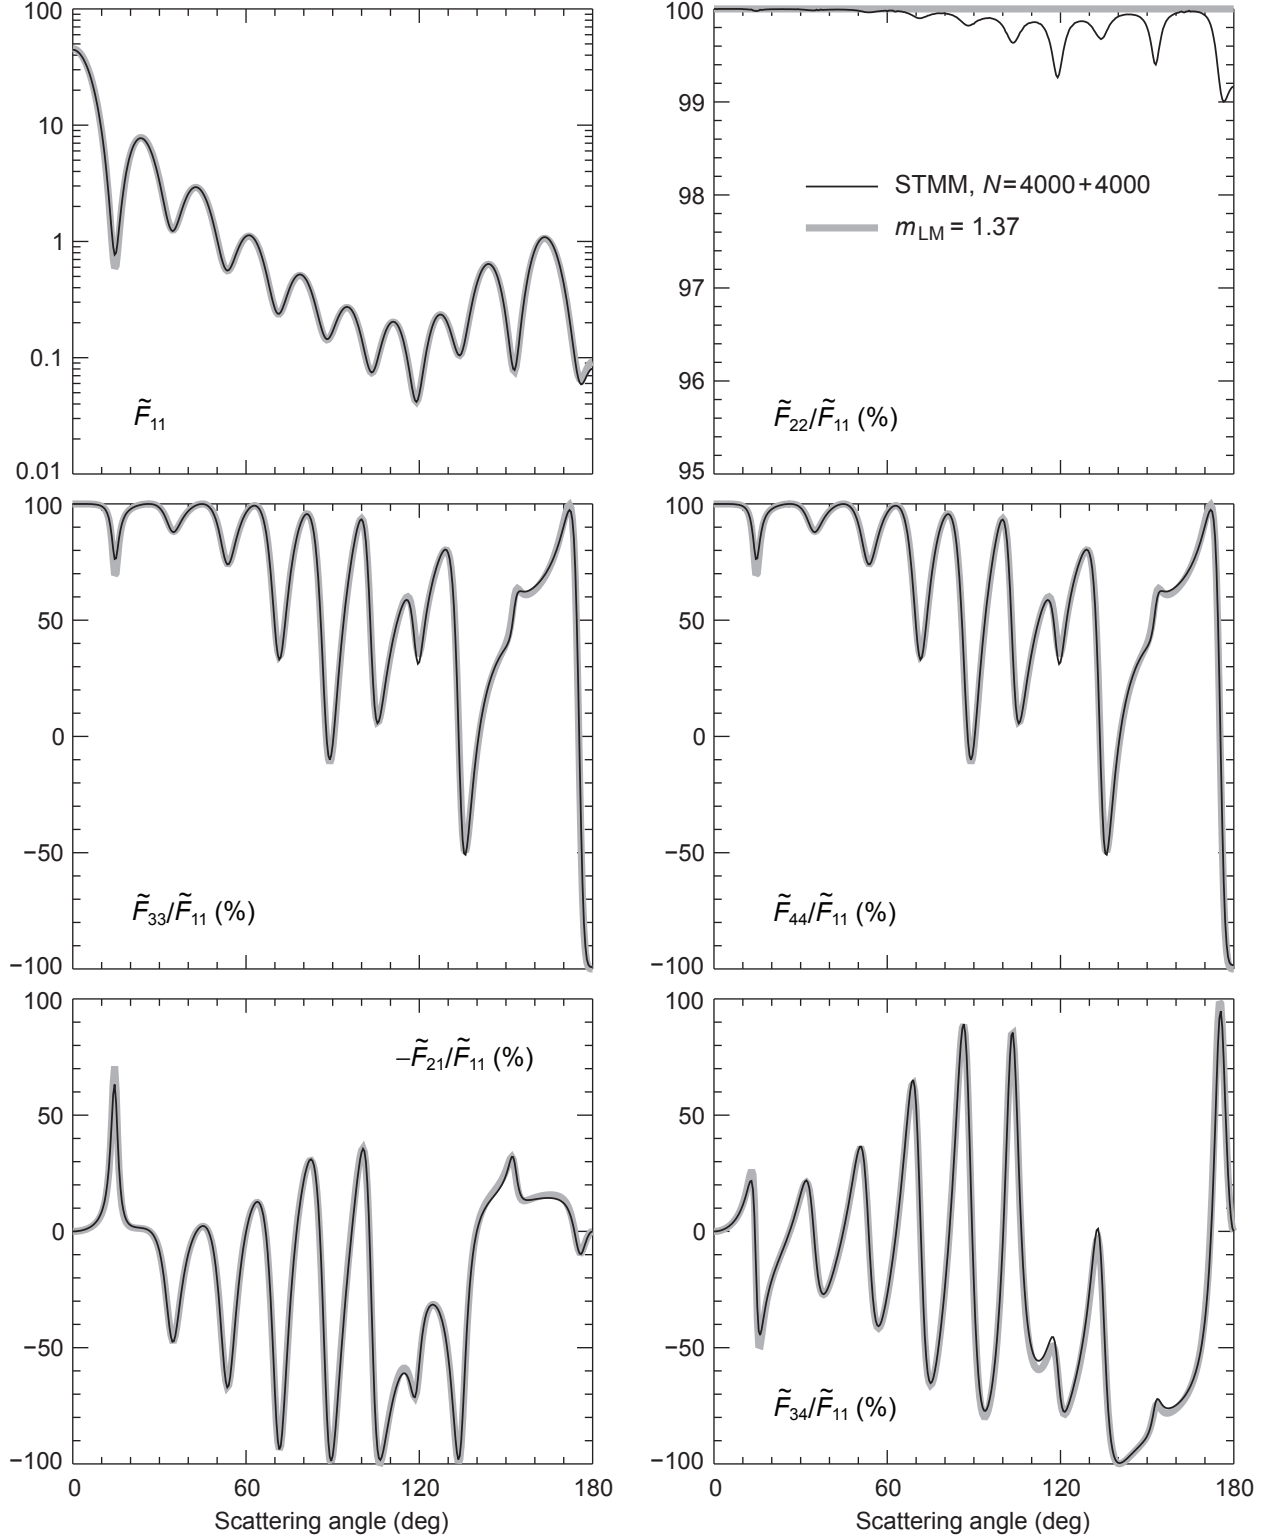 100
10
1
0.1
0.01
F̃₁₁
100
99
98
97
96
95
STMM, N=4000+4000
m_LM = 1.37
F̃₂₂/F̃₁₁ (%)
100
50
0
−50
−100
F̃₃₃/F̃₁₁ (%)
100
50
0
−50
−100
F̃₄₄/F̃₁₁ (%)
100
50
0
−50
−100
−F̃₂₁/F̃₁₁ (%)
0 60 120 180
Scattering angle (deg)
100
50
0
−50
−100
F̃₃₄/F̃₁₁ (%)
0 60 120 180
Scattering angle (deg)